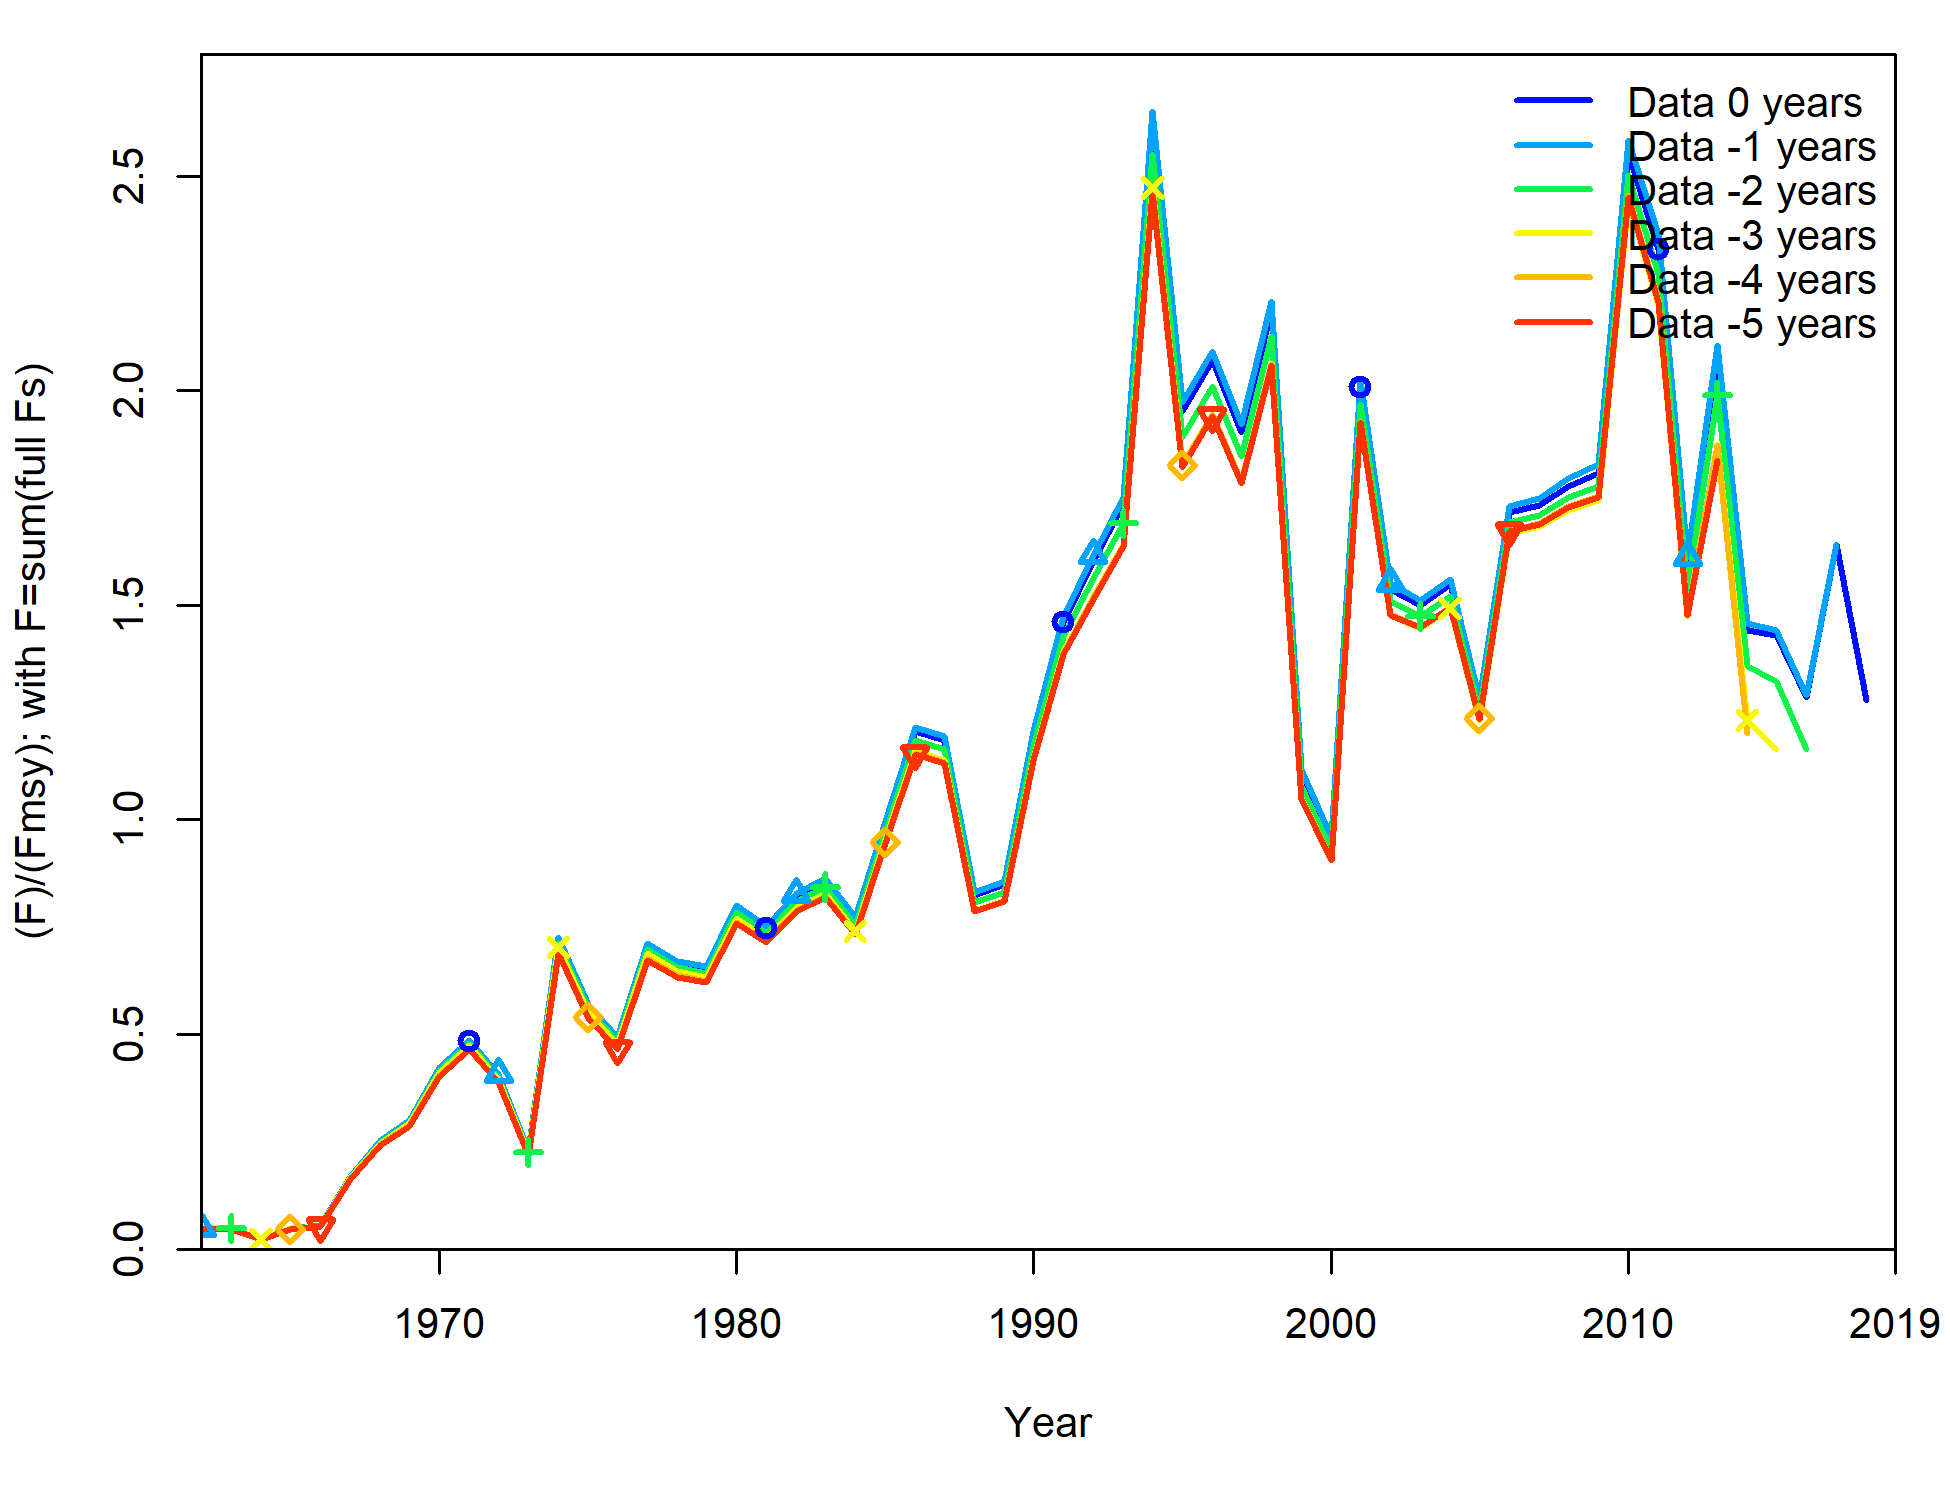 Data 0 years
Data -1 years
Data -2 years
Data -3 years
Data -4 years
Data -5 years
(F)/(Fmsy); with F=sum(full Fs)
2.5
2.0
1.5
1.0
0.5
0.0
1970 1980 1990 2000 2010 2019
Year